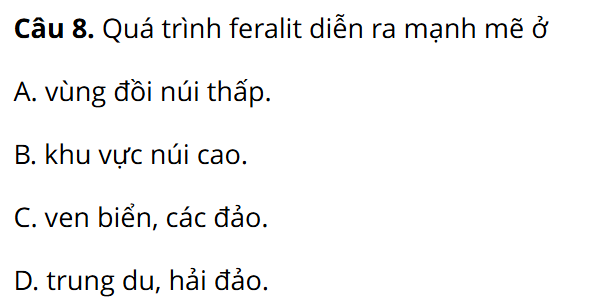 Câu 8. Quá trình feralit diễn ra mạnh mẽ ở
A. vùng đồi núi thấp.
B. khu vực núi cao.
C. ven biển, các đảo.
D. trung du, hải đảo.